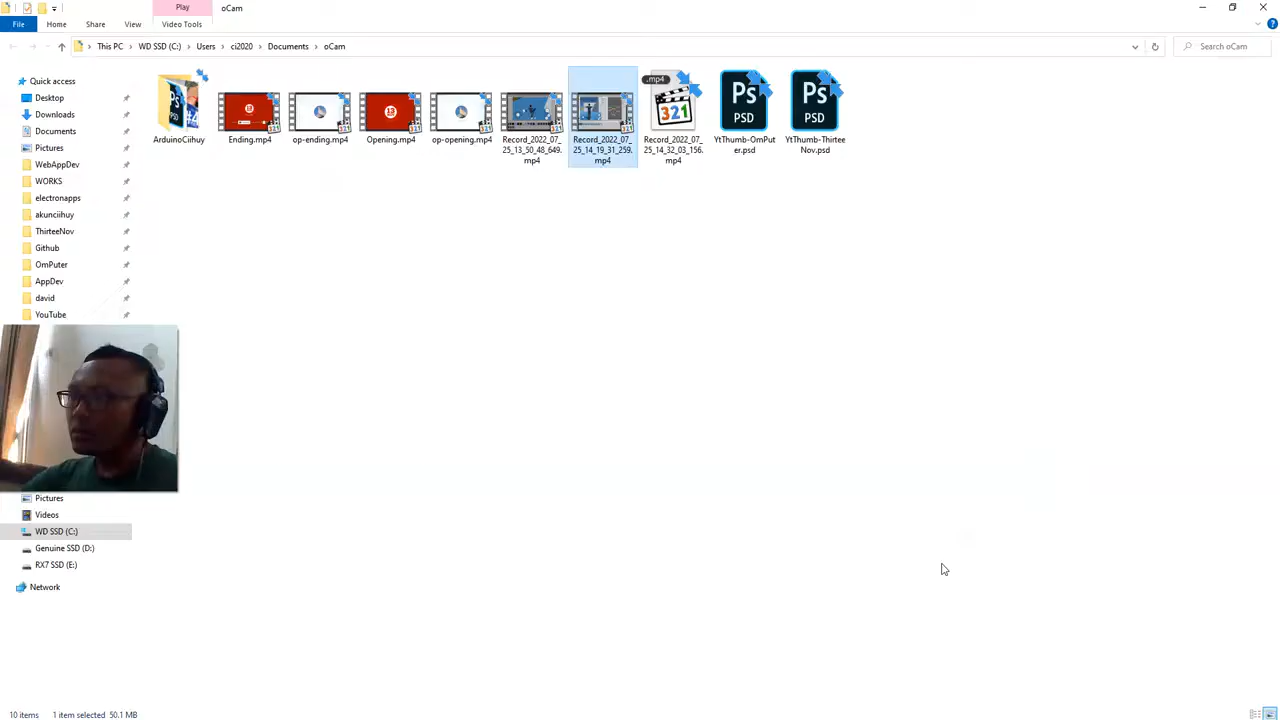 Play
oCam
File
Home
Share
View
Video Tools
This PC
WD SSD (C:)
Users
ci2020
Documents
oCam
Search oCam
Quick access
Desktop
Downloads
Documents
Pictures
WebAppDev
WORKS
electronapps
akunciihuy
ThirteeNov
Github
OmPuter
AppDev
david
YouTube
Pictures
Videos
WD SSD (C:)
Genuine SSD (D:)
RX7 SSD (E:)
Network
ArduinoCiihuy
Ending.mp4
op-ending.mp4
Opening.mp4
op-opening.mp4
Record_2022_07_
25_13_50_48_649.
mp4
Record_2022_07_
25_14_19_31_259.
mp4
.mp4
321
Record_2022_07_
25_14_32_03_156.
mp4
Ps
PSD
YtThumb-OmPut
er.psd
Ps
PSD
YtThumb-Thirtee
Nov.psd
10 items
1 item selected 50.1 MB